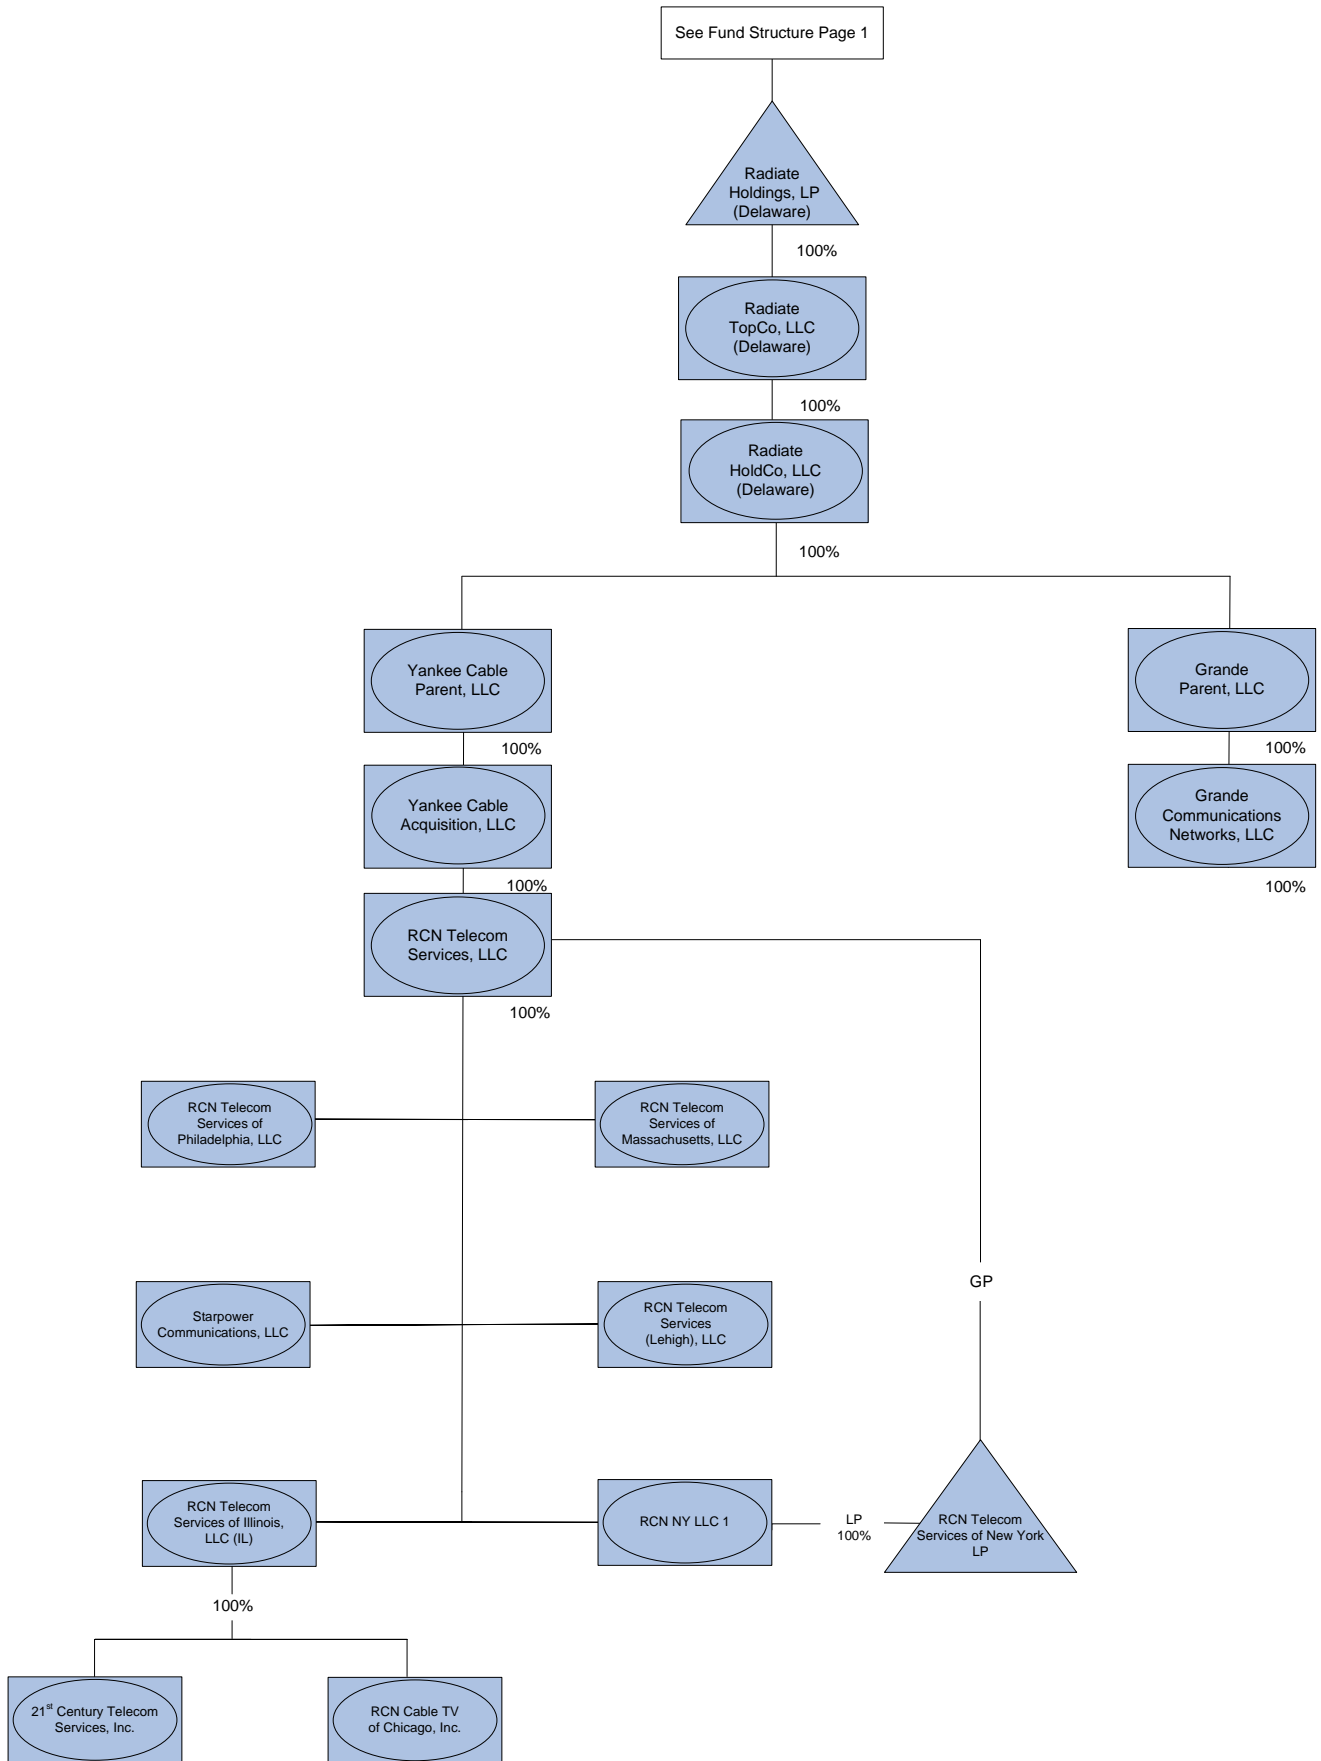 See Fund Structure Page 1
Radiate
Holdings, LP
(Delaware)
100%
Radiate
TopCo, LLC
(Delaware)
100%
Radiate
HoldCo, LLC
(Delaware)
100%
Yankee Cable
Parent, LLC
100%
Grande
Parent, LLC
100%
Yankee Cable
Acquisition, LLC
100%
Grande
Communications
Networks, LLC
100%
RCN Telecom
Services, LLC
100%
RCN Telecom
Services of
Philadelphia, LLC
RCN Telecom
Services of
Massachusetts, LLC
GP
Starpower
Communications, LLC
RCN Telecom
Services
(Lehigh), LLC
RCN Telecom
Services of Illinois,
LLC (IL)
RCN NY LLC 1
LP
100%
RCN Telecom
Services of New York
LP
100%
21st Century Telecom
Services, Inc.
RCN Cable TV
of Chicago, Inc.